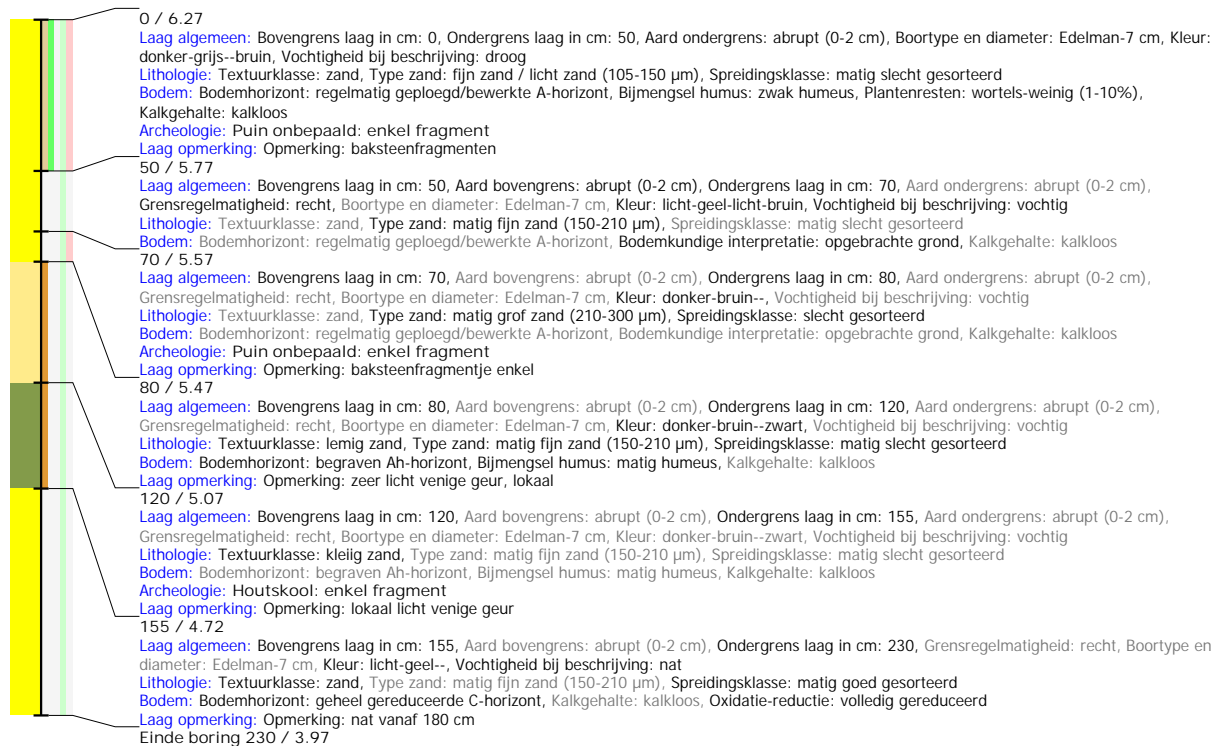 0 / 6.27
Laag algemeen: Bovengrens laag in cm: 0, Ondergrens laag in cm: 50, Aard ondergrens: abrupt (0-2 cm), Boortype en diameter: Edelman-7 cm, Kleur:
donker-grijs--bruin, Vochtigheid bij beschrijving: droog
Lithologie: Textuurklasse: zand, Type zand: fijn zand / licht zand (105-150 µm), Spreidingsklasse: matig slecht gesorteerd
Bodem: Bodemhorizont: regelmatig geploegd/bewerkte A-horizont, Bijmengsel humus: zwak humeus, Plantenresten: wortels-weinig (1-10%),
Kalkgehalte: kalkloos
Archeologie: Puin onbepaald: enkel fragment
Laag opmerking: Opmerking: baksteenfragmenten
50 / 5.77
Laag algemeen: Bovengrens laag in cm: 50, Aard bovengrens: abrupt (0-2 cm), Ondergrens laag in cm: 70, Aard ondergrens: abrupt (0-2 cm),
Grensregelmatigheid: recht, Boortype en diameter: Edelman-7 cm, Kleur: licht-geel-licht-bruin, Vochtigheid bij beschrijving: vochtig
Lithologie: Textuurklasse: zand, Type zand: matig fijn zand (150-210 µm), Spreidingsklasse: matig slecht gesorteerd
Bodem: Bodemhorizont: regelmatig geploegd/bewerkte A-horizont, Bodemkundige interpretatie: opgebrachte grond, Kalkgehalte: kalkloos
70 / 5.57
Laag algemeen: Bovengrens laag in cm: 70, Aard bovengrens: abrupt (0-2 cm), Ondergrens laag in cm: 80, Aard ondergrens: abrupt (0-2 cm),
Grensregelmatigheid: recht, Boortype en diameter: Edelman-7 cm, Kleur: donker-bruin--, Vochtigheid bij beschrijving: vochtig
Lithologie: Textuurklasse: zand, Type zand: matig grof zand (210-300 µm), Spreidingsklasse: slecht gesorteerd
Bodem: Bodemhorizont: regelmatig geploegd/bewerkte A-horizont, Bodemkundige interpretatie: opgebrachte grond, Kalkgehalte: kalkloos
Archeologie: Puin onbepaald: enkel fragment
Laag opmerking: Opmerking: baksteenfragmentje enkel
80 / 5.47
Laag algemeen: Bovengrens laag in cm: 80, Aard bovengrens: abrupt (0-2 cm), Ondergrens laag in cm: 120, Aard ondergrens: abrupt (0-2 cm),
Grensregelmatigheid: recht, Boortype en diameter: Edelman-7 cm, Kleur: donker-bruin--zwart, Vochtigheid bij beschrijving: vochtig
Lithologie: Textuurklasse: lemig zand, Type zand: matig fijn zand (150-210 µm), Spreidingsklasse: matig slecht gesorteerd
Bodem: Bodemhorizont: begraven Ah-horizont, Bijmengsel humus: matig humeus, Kalkgehalte: kalkloos
Laag opmerking: Opmerking: zeer licht venige geur, lokaal
120 / 5.07
Laag algemeen: Bovengrens laag in cm: 120, Aard bovengrens: abrupt (0-2 cm), Ondergrens laag in cm: 155, Aard ondergrens: abrupt (0-2 cm),
Grensregelmatigheid: recht, Boortype en diameter: Edelman-7 cm, Kleur: donker-bruin--zwart, Vochtigheid bij beschrijving: vochtig
Lithologie: Textuurklasse: kleiig zand, Type zand: matig fijn zand (150-210 µm), Spreidingsklasse: matig slecht gesorteerd
Bodem: Bodemhorizont: begraven Ah-horizont, Bijmengsel humus: matig humeus, Kalkgehalte: kalkloos
Archeologie: Houtskool: enkel fragment
Laag opmerking: Opmerking: lokaal licht venige geur
155 / 4.72
Laag algemeen: Bovengrens laag in cm: 155, Aard bovengrens: abrupt (0-2 cm), Ondergrens laag in cm: 230, Grensregelmatigheid: recht, Boortype en
diameter: Edelman-7 cm, Kleur: licht-geel--, Vochtigheid bij beschrijving: nat
Lithologie: Textuurklasse: zand, Type zand: matig fijn zand (150-210 µm), Spreidingsklasse: matig goed gesorteerd
Bodem: Bodemhorizont: geheel gereduceerde C-horizont, Kalkgehalte: kalkloos, Oxidatie-reductie: volledig gereduceerd
Laag opmerking: Opmerking: nat vanaf 180 cm
Einde boring 230 / 3.97